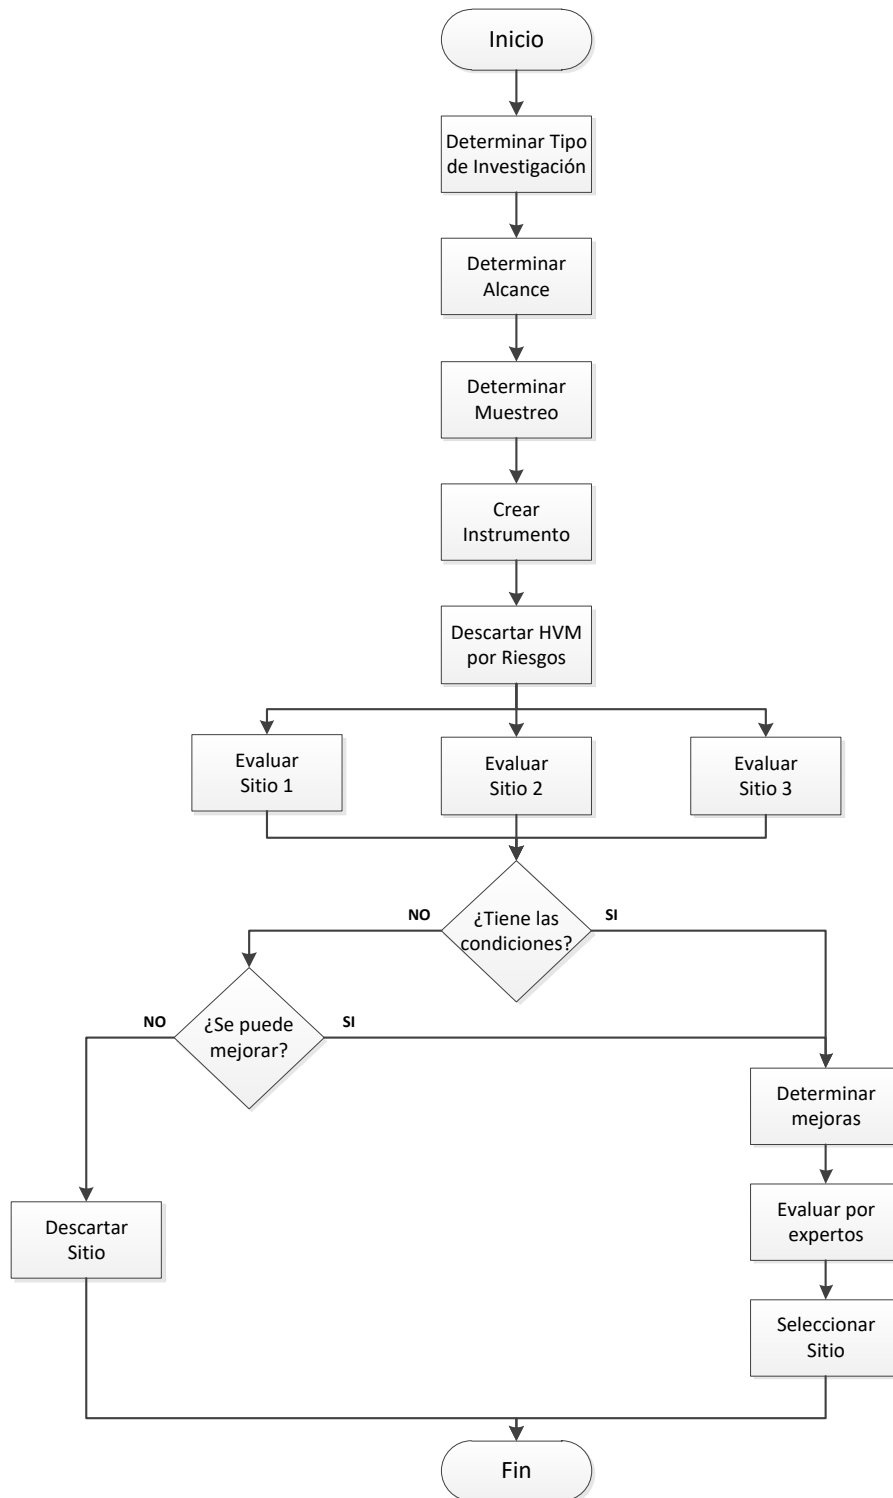 Inicio
Determinar Tipo
de Investigación
Determinar
Alcance
Determinar
Muestreo
Crear
Instrumento
Descartar HVM
por Riesgos
Evaluar
Sitio 1
Evaluar
Sitio 2
Evaluar
Sitio 3
¿Tiene las
condiciones?
NO
SI
¿Se puede
mejorar?
NO
SI
Determinar
mejoras
Evaluar por
expertos
Descartar
Sitio
Seleccionar
Sitio
Fin